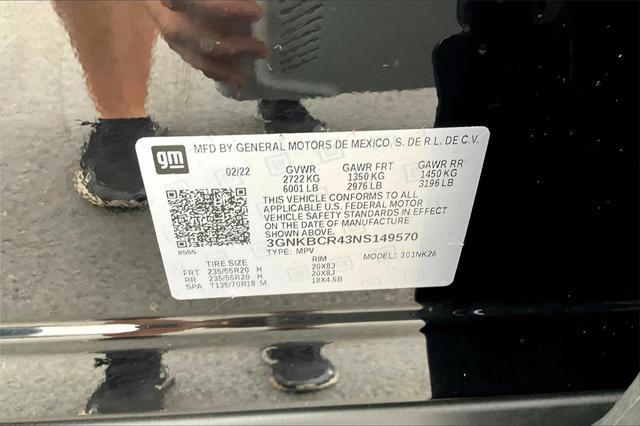 gm MFD BY GENERAL MOTORS DE MEXICO, S. DE R.L. DE C.V.
02/22 GVWR GAWR FRT GAWR RR
2722 KG 1350 KG 1450 KG
6001 LB 2976 LB 3196 LB
THIS VEHICLE CONFORMS TO ALL
APPLICABLE U.S. FEDERAL MOTOR
VEHICLE SAFETY STANDARDS IN EFFECT
ON DATE OF MANUFACTURE
3GNKBCR43NS149570
8555 TYPE: MPV MODEL: 301NK26
TIRE SIZE RIM
FRT 235/55R20 H 20X8J
RR 235/55R20 H 20X8J
SPA T135/70R18 M 18X4.5B